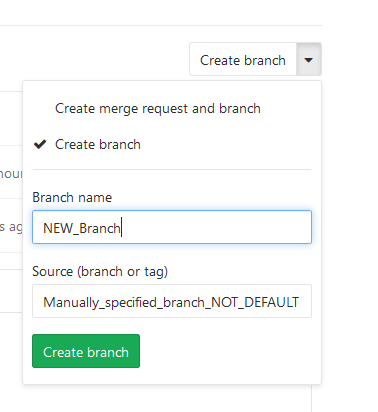 Create branch
Create merge request and branch
Create branch
hour
s ag
Branch name
NEW_Branch
Source (branch or tag)
Manually_specified_branch_NOT_DEFAULT
Create branch